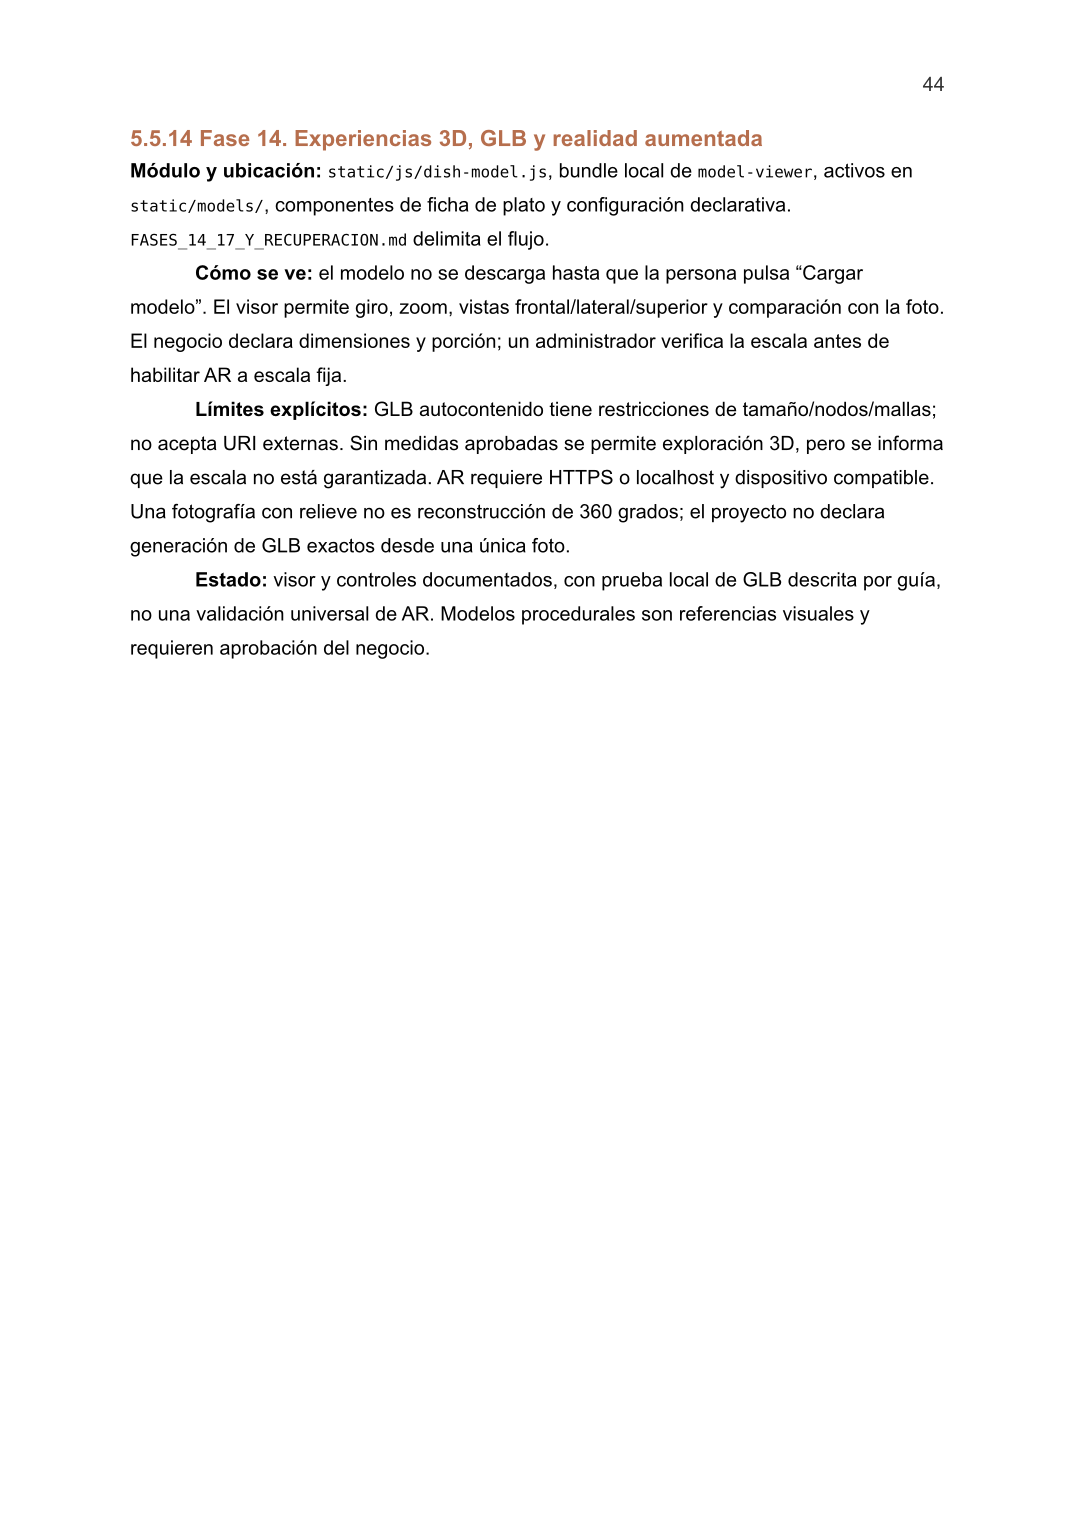 44
5.5.14 Fase 14. Experiencias 3D, GLB y realidad aumentada
Módulo y ubicación: static/js/dish-model.js, bundle local de model-viewer, activos en
static/models/, componentes de ficha de plato y configuración declarativa.
FASES_14_17_Y_RECUPERACION.md delimita el flujo.
Cómo se ve: el modelo no se descarga hasta que la persona pulsa “Cargar
modelo”. El visor permite giro, zoom, vistas frontal/lateral/superior y comparación con la foto.
El negocio declara dimensiones y porción; un administrador verifica la escala antes de
habilitar AR a escala fija.
Límites explícitos: GLB autocontenido tiene restricciones de tamaño/nodos/mallas;
no acepta URI externas. Sin medidas aprobadas se permite exploración 3D, pero se informa
que la escala no está garantizada. AR requiere HTTPS o localhost y dispositivo compatible.
Una fotografía con relieve no es reconstrucción de 360 grados; el proyecto no declara
generación de GLB exactos desde una única foto.
Estado: visor y controles documentados, con prueba local de GLB descrita por guía,
no una validación universal de AR. Modelos procedurales son referencias visuales y
requieren aprobación del negocio.